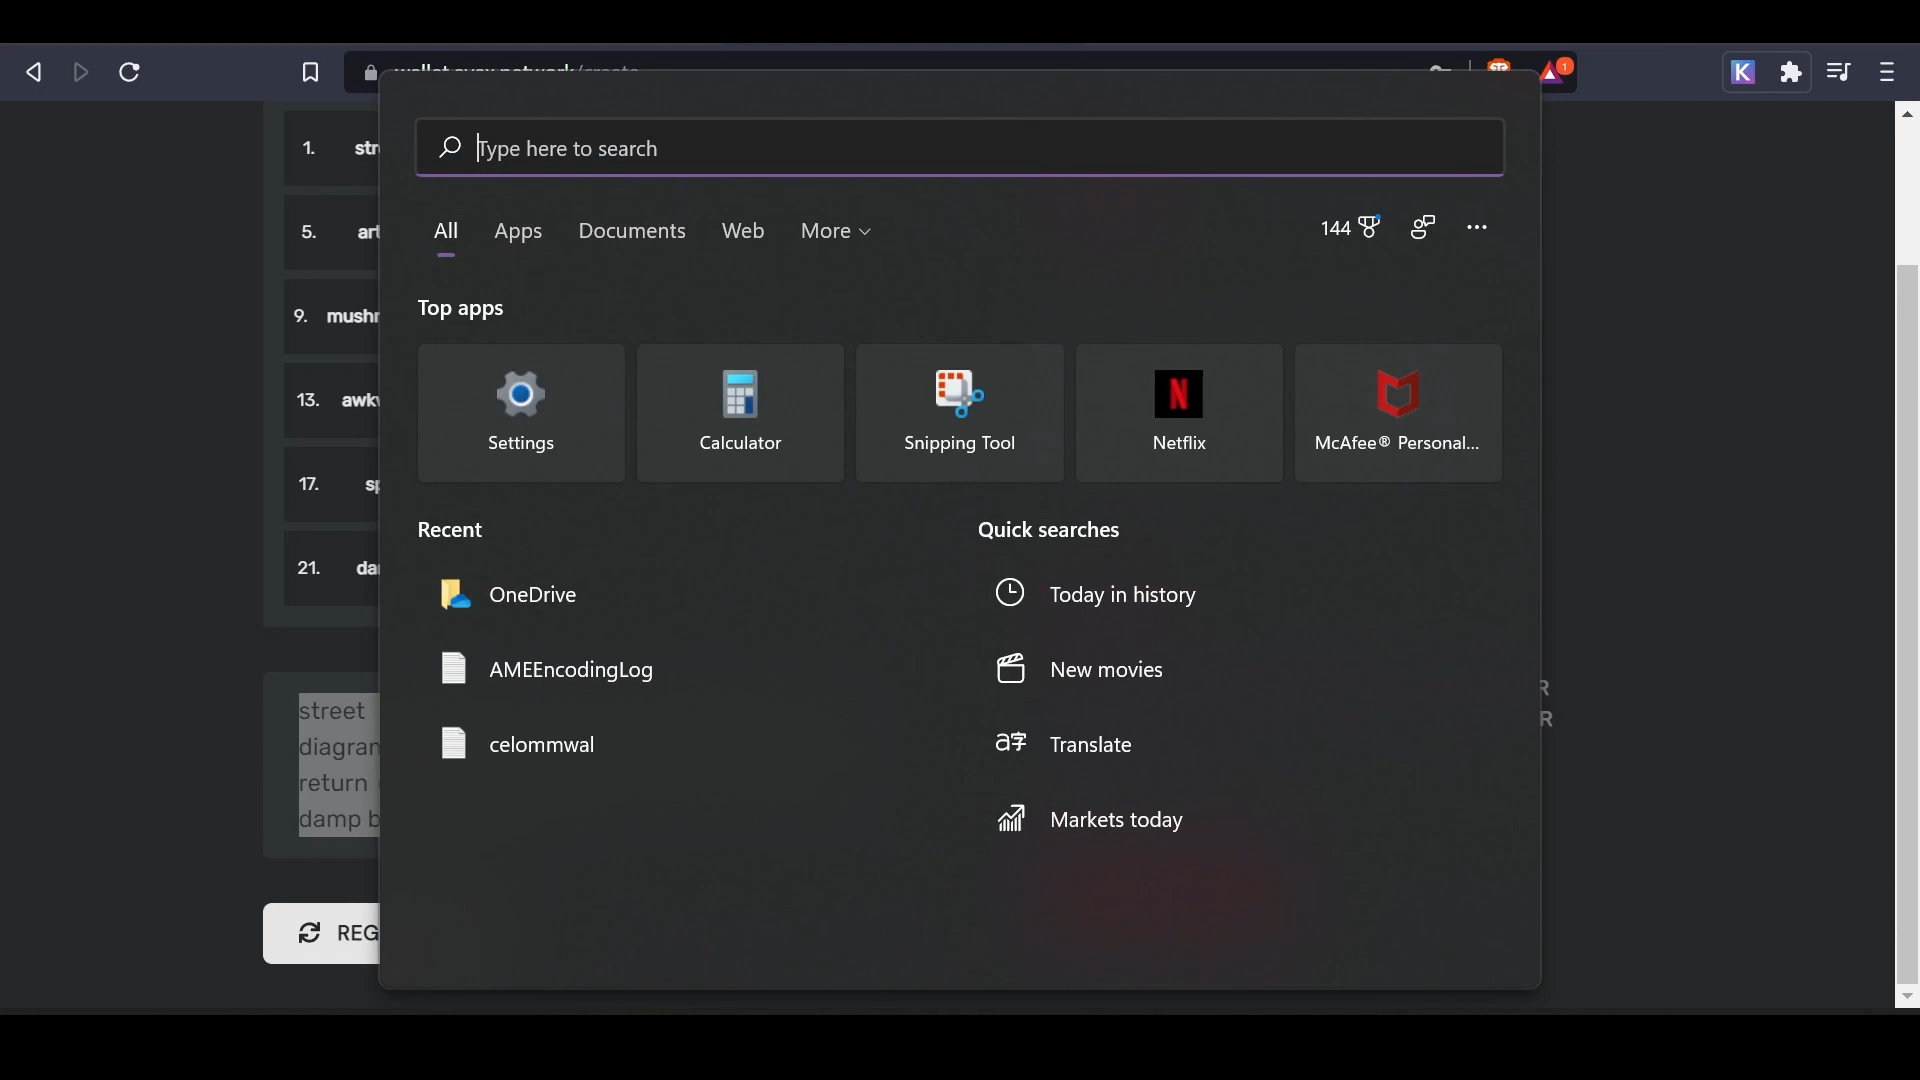 1
1.
Type here to search
5.
All Apps Documents Web More
144
Top apps
9.
13.
Settings
Calculator
Snipping Tool
Netflix
McAfee® Personal...
17.
Recent
Quick searches
21.
OneDrive
Today in history
AMEEncodingLog
New movies
street
celommwal
Translate
return
damp
Markets today